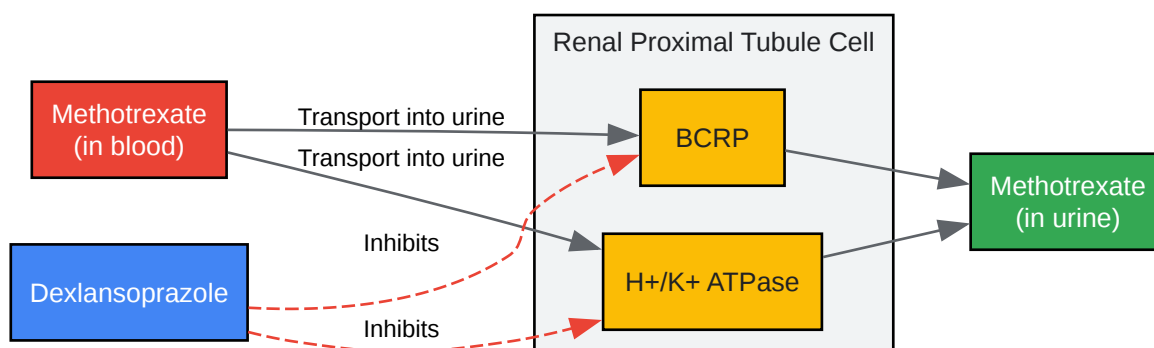 Renal Proximal Tubule Cell
Methotrexate
(in blood)
Transport into urine
Transport into urine
BCRP
Methotrexate
(in urine)
Inhibits
Dexlansoprazole
H+/K+ ATPase
Inhibits